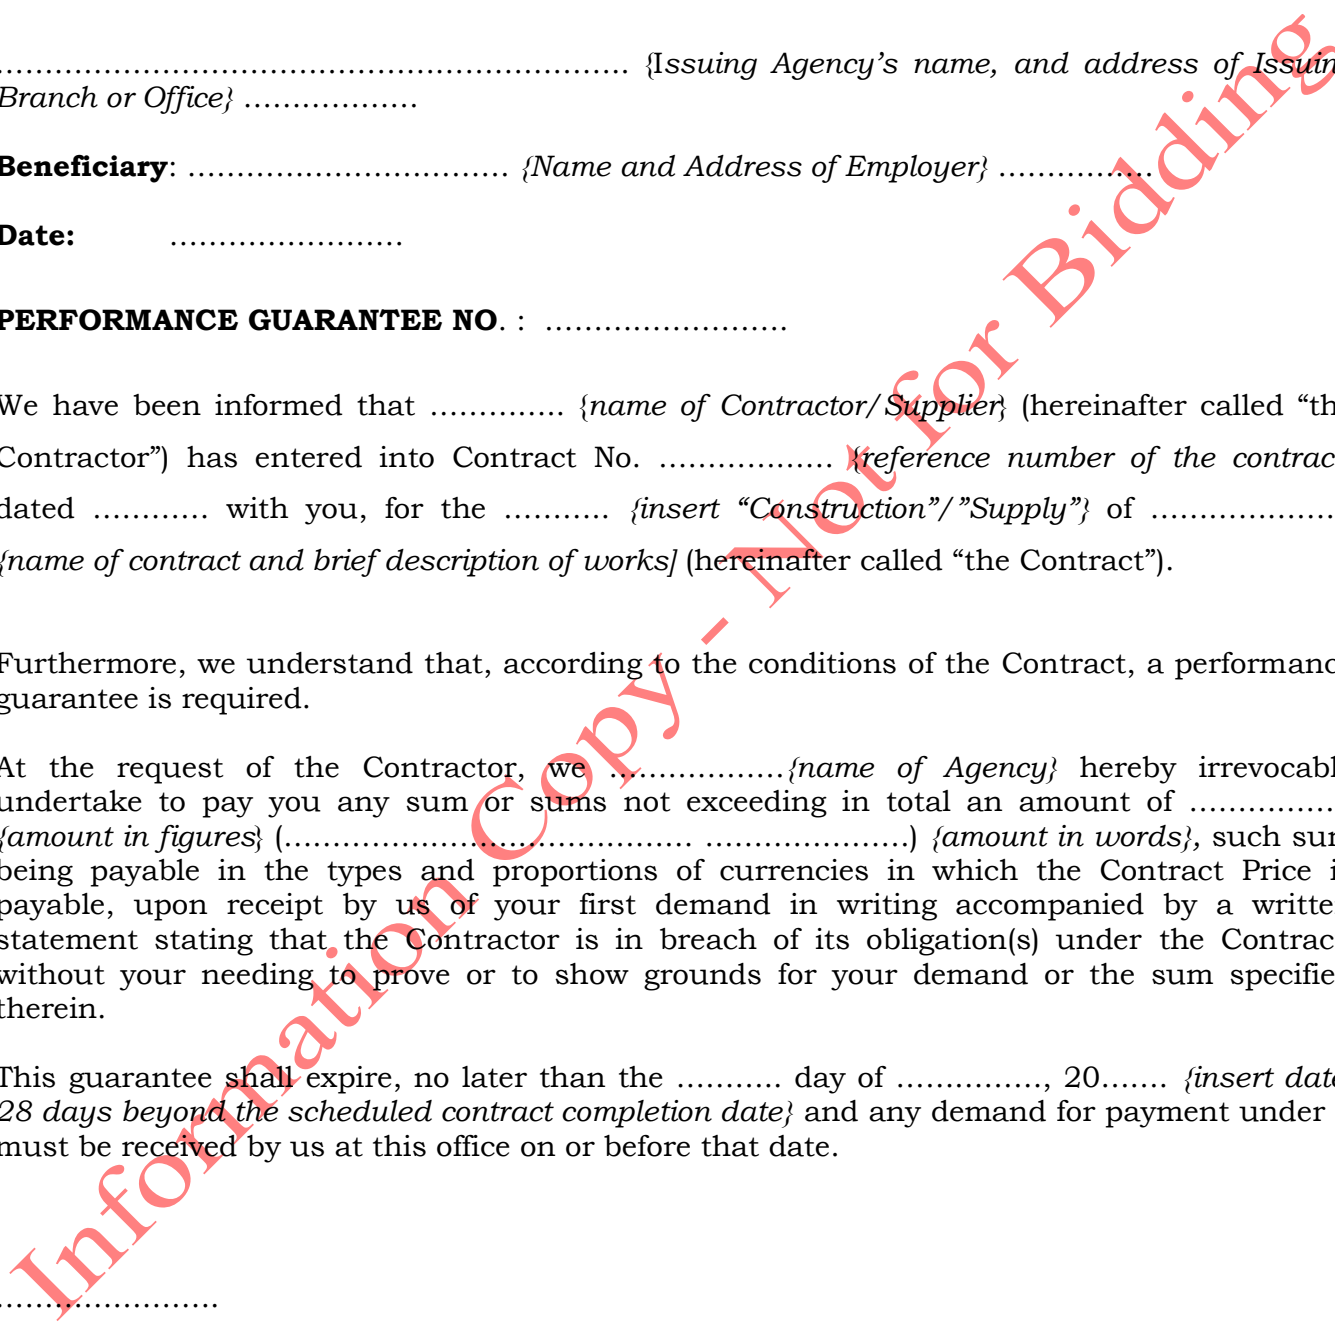 ................................................................. {Issuing Agency’s name, and address of Issuin
Branch or Office} ..................
Beneficiary: ................................. {Name and Address of Employer} ................
Date: ........................
PERFORMANCE GUARANTEE NO. : .........................
We have been informed that .............. {name of Contractor/Supplier} (hereinafter called “th
Contractor”) has entered into Contract No. .................. {reference number of the contrac
dated ............ with you, for the ........... {insert “Construction”/”Supply”} of ...................
{name of contract and brief description of works] (hereinafter called “the Contract”).
Furthermore, we understand that, according to the conditions of the Contract, a performanc
guarantee is required.
At the request of the Contractor, we ..................{name of Agency} hereby irrevocabl
undertake to pay you any sum or sums not exceeding in total an amount of ...............
{amount in figures} (.......................................... .....................) {amount in words}, such sum
being payable in the types and proportions of currencies in which the Contract Price i
payable, upon receipt by us of your first demand in writing accompanied by a writte
statement stating that the Contractor is in breach of its obligation(s) under the Contrac
without your needing to prove or to show grounds for your demand or the sum specifie
therein.
This guarantee shall expire, no later than the ........... day of ..............., 20....... {insert date
28 days beyond the scheduled contract completion date} and any demand for payment under
must be received by us at this office on or before that date.
.......................
Information Copy - Not for Bidding